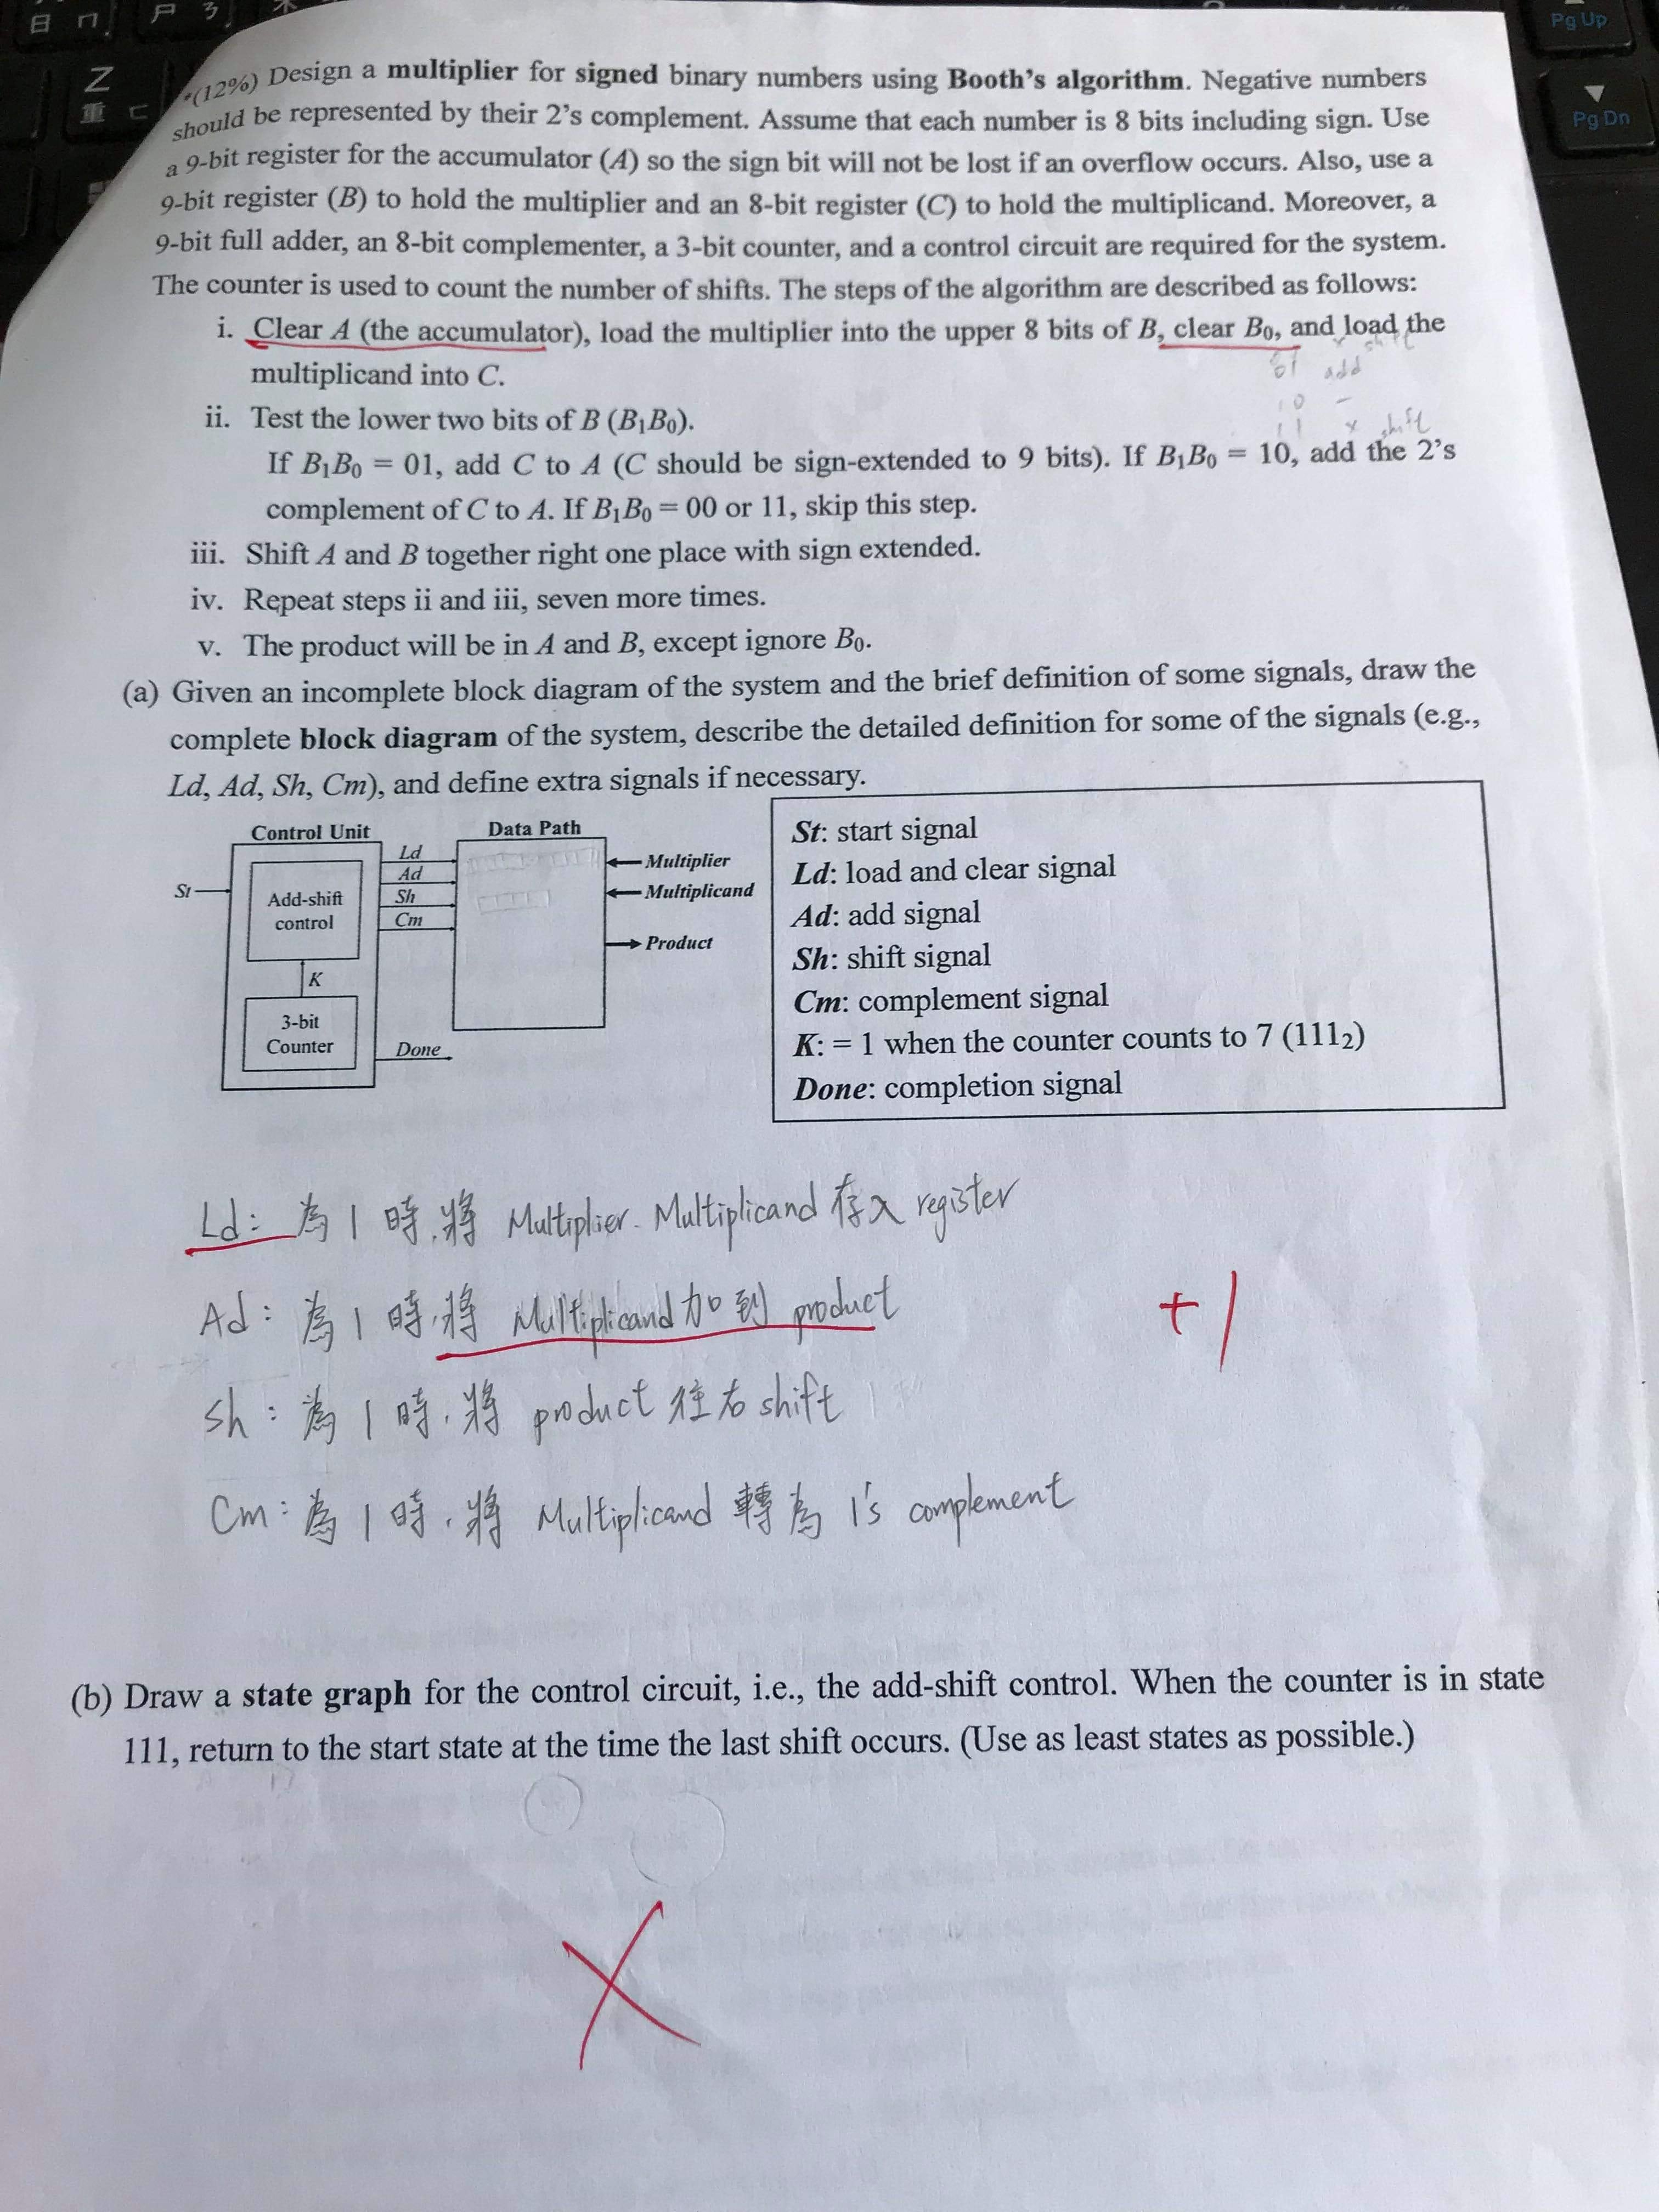 Pg Up
Pg Dn
Z
重
*(12%) Design a multiplier for signed binary numbers using Booth's algorithm. Negative numbers
should be represented by their 2's complement. Assume that each number is 8 bits including sign. Use
a 9-bit register for the accumulator (A) so the sign bit will not be lost if an overflow occurs. Also, use a
9-bit register (B) to hold the multiplier and an 8-bit register (C) to hold the multiplicand. Moreover, a
9-bit full adder, an 8-bit complementer, a 3-bit counter, and a control circuit are required for the system.
The counter is used to count the number of shifts. The steps of the algorithm are described as follows:
i. Clear A (the accumulator), load the multiplier into the upper 8 bits of B, clear B₀, and load the
multiplicand into C.
01 add
10 -
11 x shift
ii. Test the lower two bits of B (B₁B₀).
If B₁B₀ = 01, add C to A (C should be sign-extended to 9 bits). If B₁B₀ = 10, add the 2's
complement of C to A. If B₁B₀ = 00 or 11, skip this step.
iii. Shift A and B together right one place with sign extended.
iv. Repeat steps ii and iii, seven more times.
v. The product will be in A and B, except ignore B₀.
(a) Given an incomplete block diagram of the system and the brief definition of some signals, draw the
complete block diagram of the system, describe the detailed definition for some of the signals (e.g.,
Ld, Ad, Sh, Cm), and define extra signals if necessary.
Control Unit
Data Path
St
Add-shift
control
K
3-bit
Counter
Ld
Ad
Sh
Cm
Done
Multiplier
Multiplicand
Product
St: start signal
Ld: load and clear signal
Ad: add signal
Sh: shift signal
Cm: complement signal
K: = 1 when the counter counts to 7 (111₂)
Done: completion signal
Ld: 為 1 時,將 Multiplier. Multiplicand 存入 register
Ad: 為 1 時,將 Multiplicand 加到 product
+1
Sh: 為 1 時,將 product 往右 shift
Cm: 為 1 時,將 Multiplicand 轉為 1's complement
(b) Draw a state graph for the control circuit, i.e., the add-shift control. When the counter is in state
111, return to the start state at the time the last shift occurs. (Use as least states as possible.)